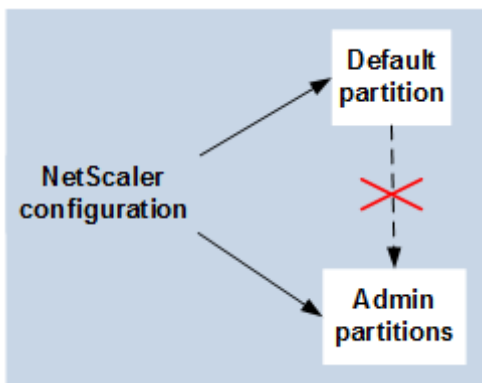 Default
partition
NetScaler
configuration
Admin
partitions